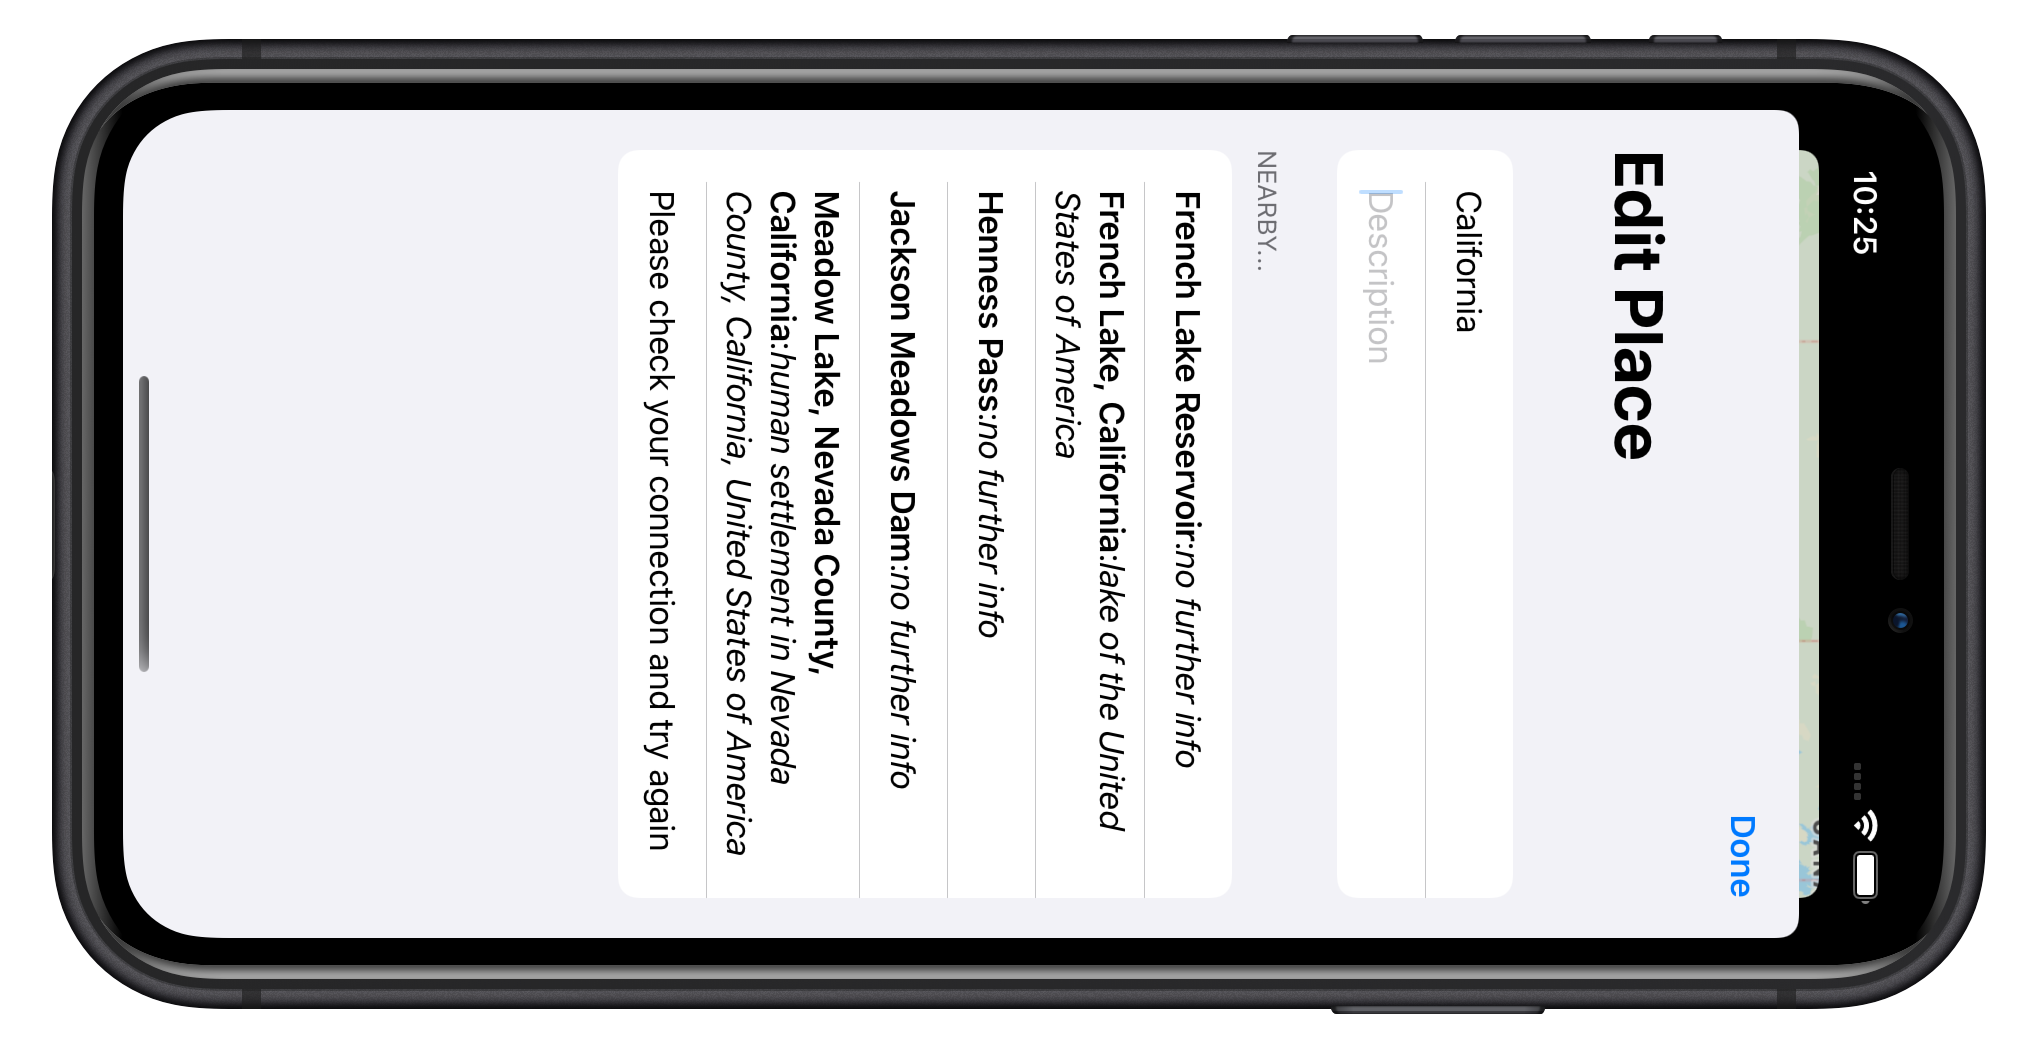 10:25
Done
Edit Place
California
Description
NEARBY...
French Lake Reservoir:no further info
French Lake, California:lake of the United
States of America
Henness Pass:no further info
Jackson Meadows Dam:no further info
Meadow Lake, Nevada County,
California:human settlement in Nevada
County, California, United States of America
Please check your connection and try again